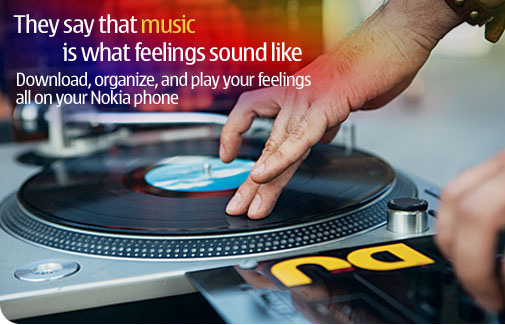 They say that music
is what feelings sound like
Download, organize, and play your feelings
all on your Nokia phone